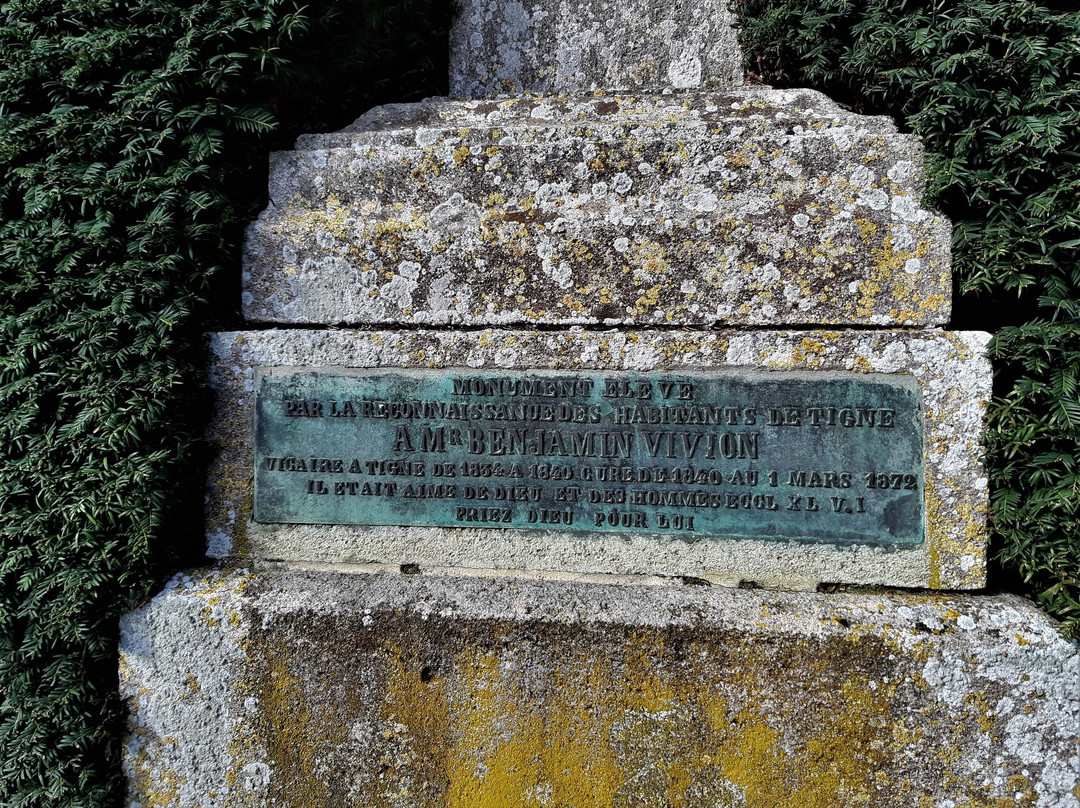 MONUMENT ELEVE
PAR LA RECONNAISSANCE DES HABITANTS DE TIGNE
A MR BENJAMIN VIVION
VICAIRE A TIGNE DE 1834 A 1840 CURE DE 1840 AU 1 MARS 1872
IL ETAIT AIME DE DIEU ET DES HOMMES ECCL XLV.I
PRIEZ DIEU POUR LUI